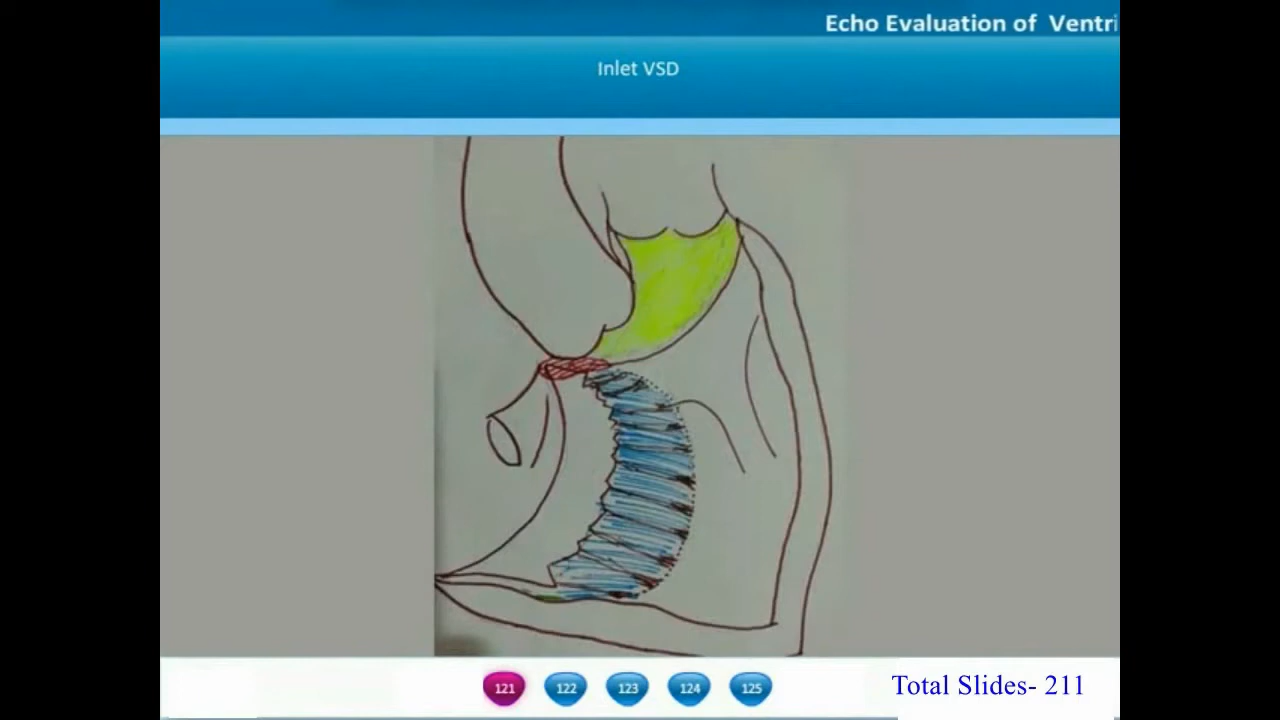 Echo Evaluation of Ventri
Inlet VSD
121 122 123 124 125
Total Slides- 211